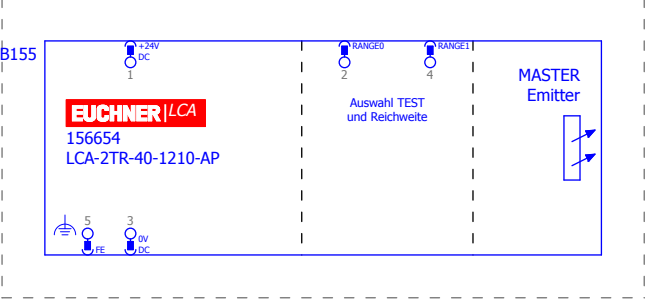 B155
+24V
DC
1
RANGE0
2
RANGE1
4
MASTER
Emitter
EUCHNER LCA
156654
LCA-2TR-40-1210-AP
Auswahl TEST
und Reichweite
5
FE
3
0V
DC